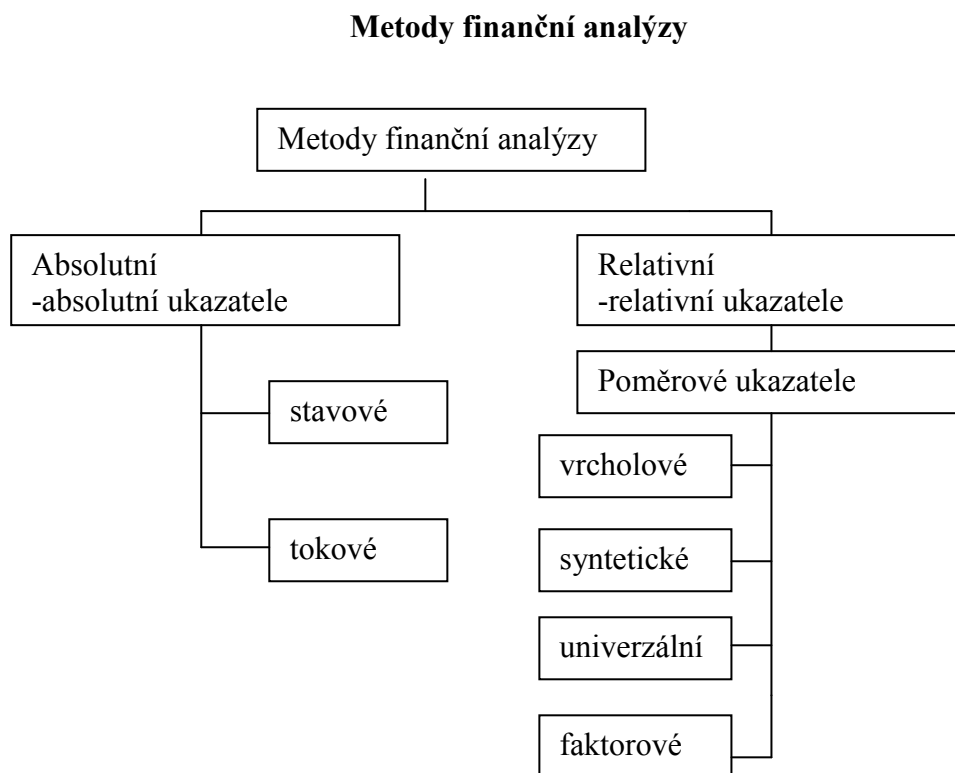 Metody finanční analýzy
Metody finanční analýzy
Absolutní
-absolutní ukazatele
stavové
tokové
Relativní
-relativní ukazatele
Poměrové ukazatele
vrcholové
syntetické
univerzální
faktorové